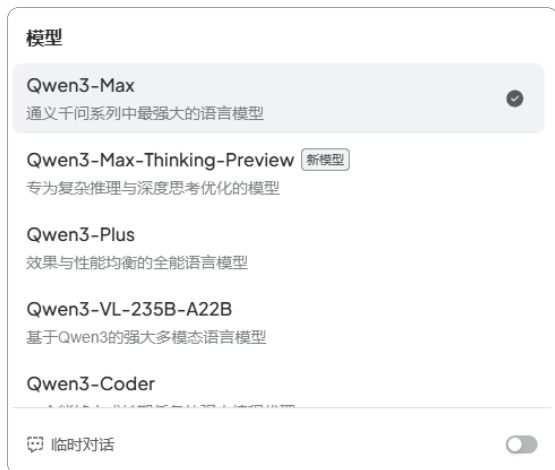 模型
Qwen3-Max
通义千问系列中最强大的语言模型
Qwen3-Max-Thinking-Preview 新模型
专为复杂推理与深度思考优化的模型
Qwen3-Plus
效果与性能均衡的全能语言模型
Qwen3-VL-235B-A22B
基于Qwen3的强大多模态语言模型
Qwen3-Coder
临时对话